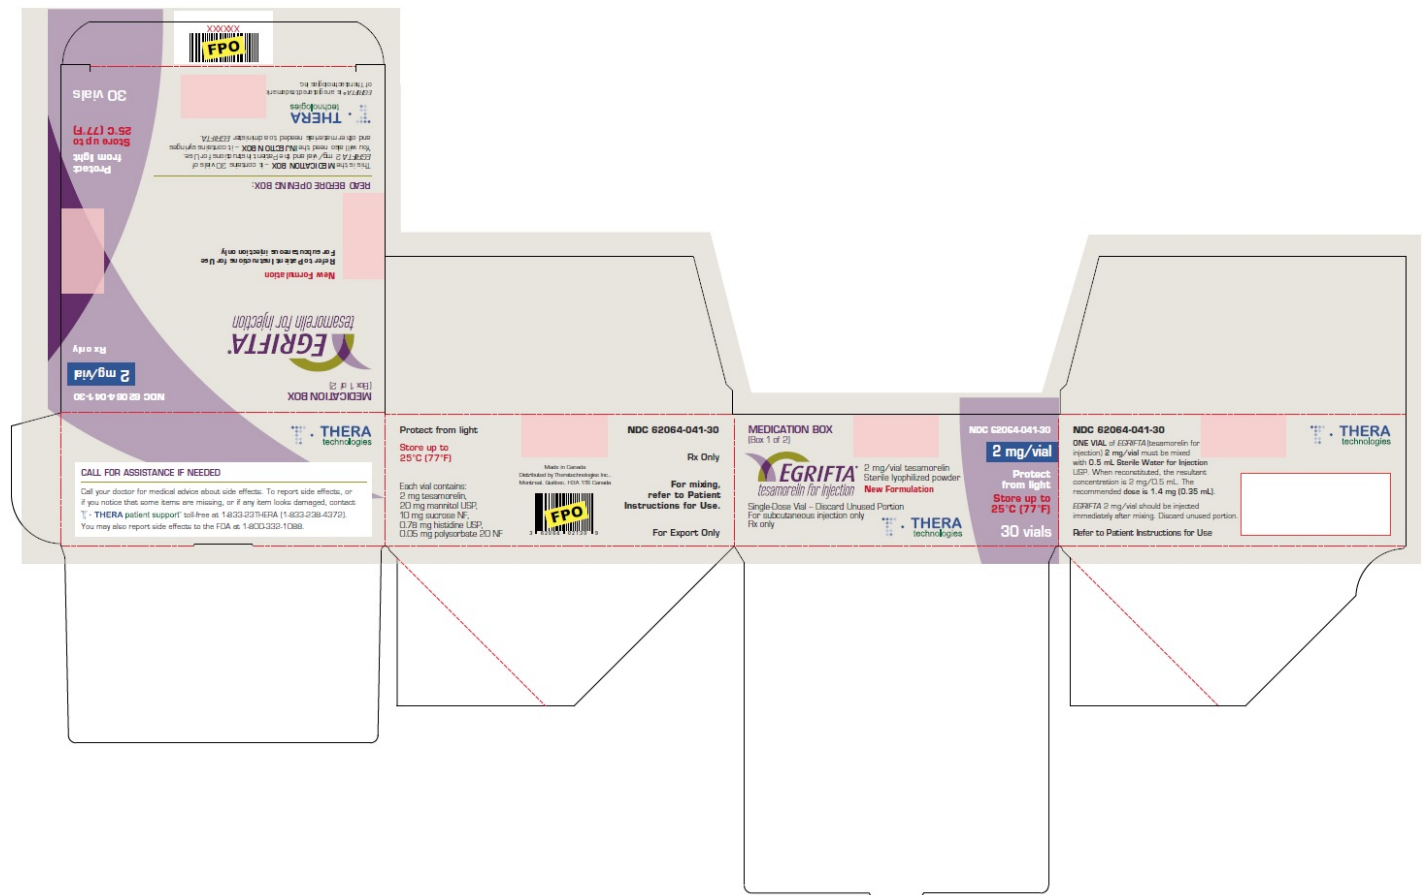 XXXXXX
FPO
EGRIFTA® is a registered trademark
of Theratechnologies Inc.
THERA
technologies
This is the MEDICATION BOX – it contains 30 vials of
EGRIFTA 2 mg/vial and the Patient Instructions for Use.
You will also need the INJECTION BOX – it contains syringes
and other materials needed to administer EGRIFTA.
READ BEFORE OPENING BOX:
30 vials
Store up to
25°C (77°F)
Protect
from light
New Formulation
Refer to Patient Instructions for Use
For subcutaneous injection only
EGRIFTA®
tesamorelin for injection
Rx only
2 mg/vial
NDC 62064-041-30
MEDICATION BOX
(Box 1 of 2)
THERA
technologies
CALL FOR ASSISTANCE IF NEEDED
Call your doctor for medical advice about side effects. To report side effects, or
if you notice that some items are missing, or if any item looks damaged, contact
THERA patient support® toll-free at 1-833-23THERA (1-833-238-4372).
You may also report side effects to the FDA at 1-800-332-1088.
Protect from light
Store up to
25°C (77°F)
Each vial contains:
2 mg tesamorelin,
20 mg mannitol USP,
10 mg sucrose NF,
0.78 mg histidine USP,
0.05 mg polysorbate 20 NF
Made in Canada
Distributed by Theratechnologies Inc.,
Montreal, Québec, H3A 1T8 Canada
FPO
NDC 62064-041-30
Rx Only
For mixing,
refer to Patient
Instructions for Use.
For Export Only
MEDICATION BOX
(Box 1 of 2)
EGRIFTA®
tesamorelin for injection
2 mg/vial tesamorelin
Sterile lyophilized powder
New Formulation
Single-Dose Vial – Discard Unused Portion
For subcutaneous injection only
Rx only
THERA
technologies
NDC 62064-041-30
2 mg/vial
Protect
from light
Store up to
25°C (77°F)
30 vials
NDC 62064-041-30
ONE VIAL of EGRIFTA (tesamorelin for
injection) 2 mg/vial must be mixed
with 0.5 mL Sterile Water for Injection
USP. When reconstituted, the resultant
concentration is 2 mg/0.5 mL. The
recommended dose is 1.4 mg (0.35 mL).
EGRIFTA 2 mg/vial should be injected
immediately after mixing. Discard unused portion.
Refer to Patient Instructions for Use
THERA
technologies